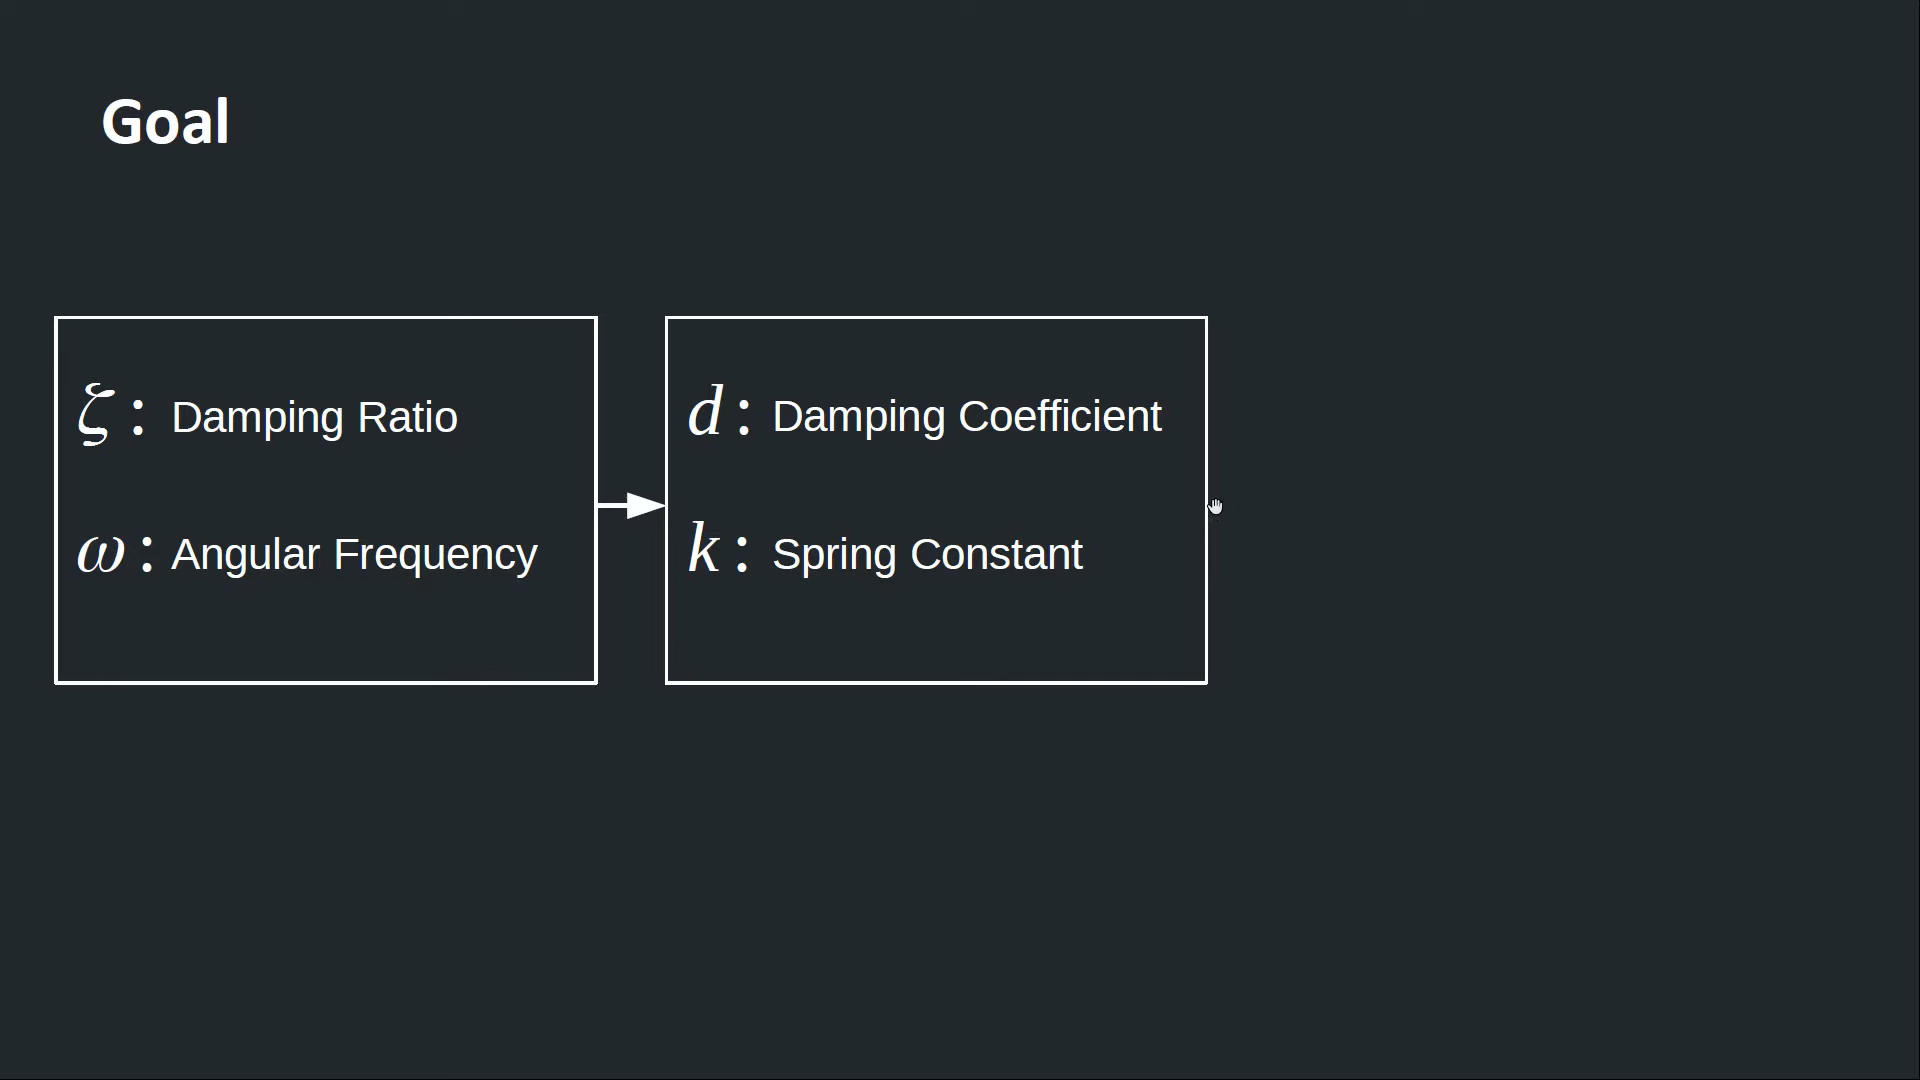 Goal
ζ : Damping Ratio
ω : Angular Frequency
d : Damping Coefficient
k : Spring Constant